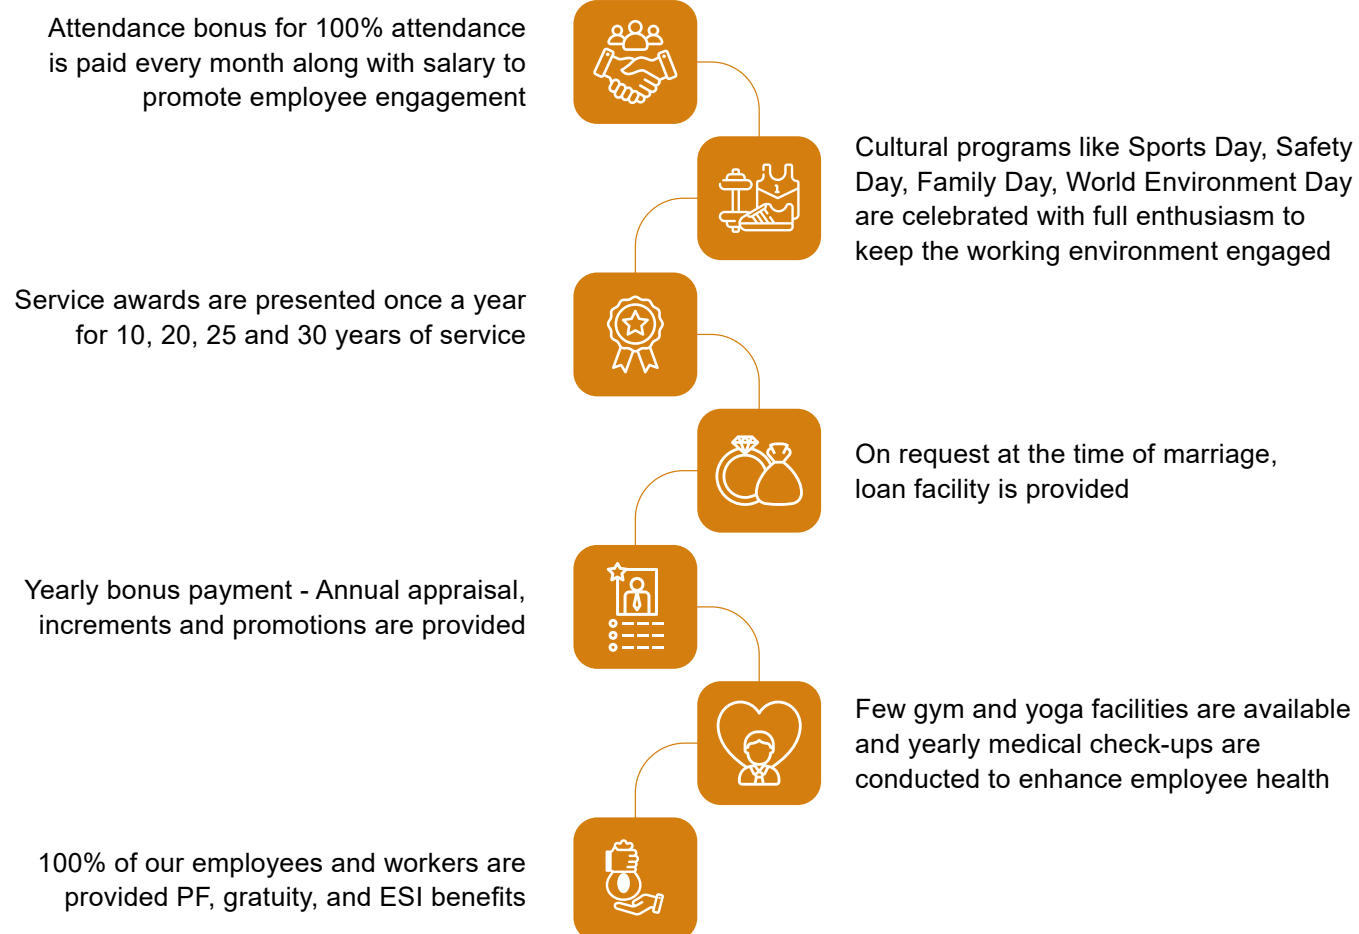 Attendance bonus for 100% attendance
is paid every month along with salary to
promote employee engagement
Cultural programs like Sports Day, Safety
Day, Family Day, World Environment Day
are celebrated with full enthusiasm to
keep the working environment engaged
1
Service awards are presented once a year
for 10, 20, 25 and 30 years of service
On request at the time of marriage,
loan facility is provided
Yearly bonus payment - Annual appraisal,
increments and promotions are provided
Few gym and yoga facilities are available
and yearly medical check-ups are
conducted to enhance employee health
100% of our employees and workers are
provided PF, gratuity, and ESI benefits